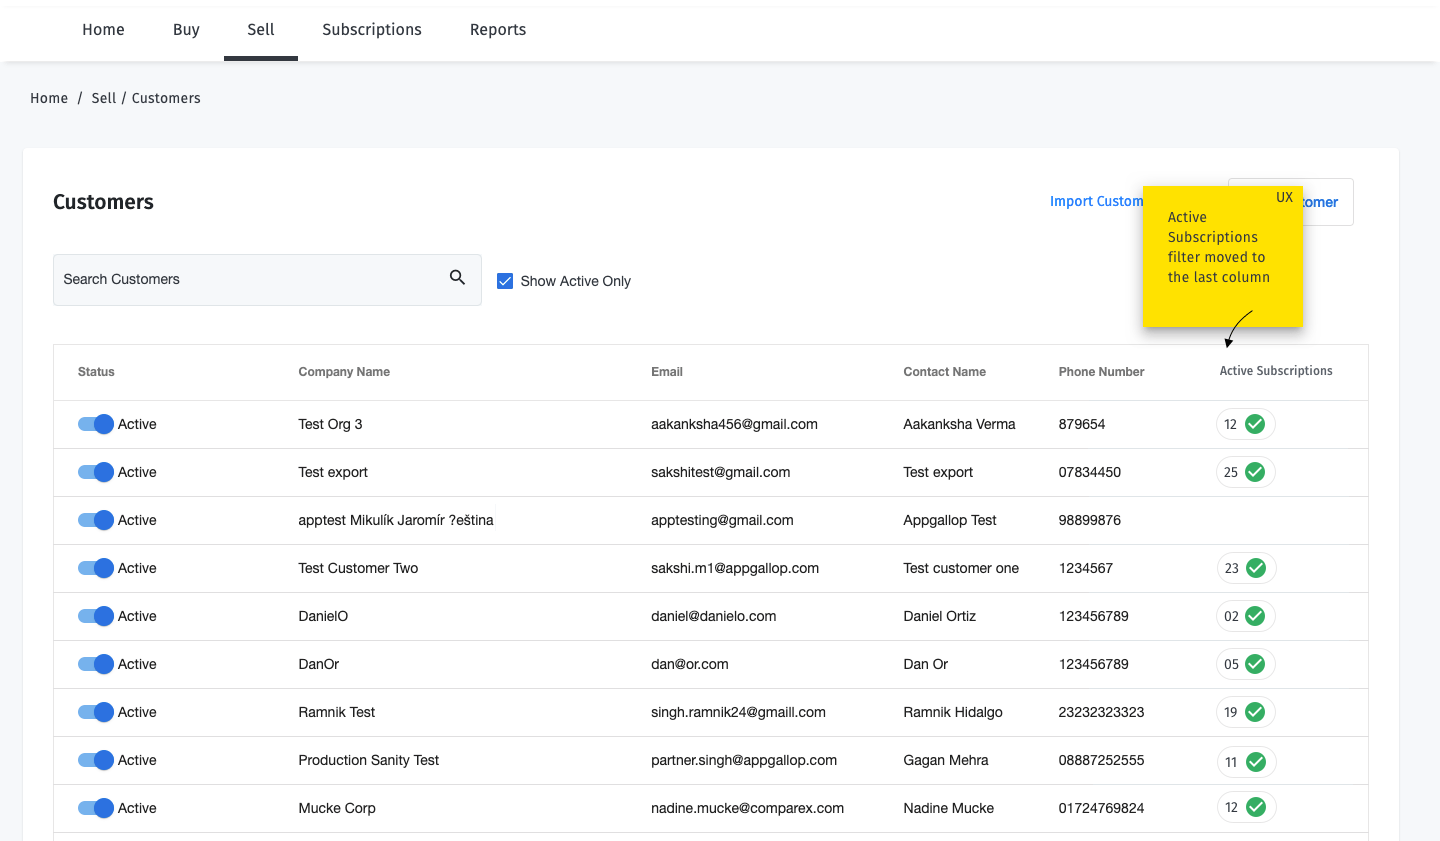 Home Buy Sell Subscriptions Reports
Home / Sell / Customers
Customers
Import Custom
tomer
UX
Active
Subscriptions
filter moved to
the last column
Search Customers
Show Active Only
Status Company Name Email Contact Name Phone Number Active Subscriptions
Active Test Org 3 aakanksha456@gmail.com Aakanksha Verma 879654 12
Active Test export sakshitest@gmail.com Test export 07834450 25
Active apptest Mikulík Jaromír ?eština apptesting@gmail.com Appgallop Test 98899876
Active Test Customer Two sakshi.m1@appgallop.com Test customer one 1234567 23
Active DanielO daniel@danielo.com Daniel Ortiz 123456789 02
Active DanOr dan@or.com Dan Or 123456789 05
Active Ramnik Test singh.ramnik24@gmaill.com Ramnik Hidalgo 23232323323 19
Active Production Sanity Test partner.singh@appgallop.com Gagan Mehra 08887252555 11
Active Mucke Corp nadine.mucke@comparex.com Nadine Mucke 01724769824 12